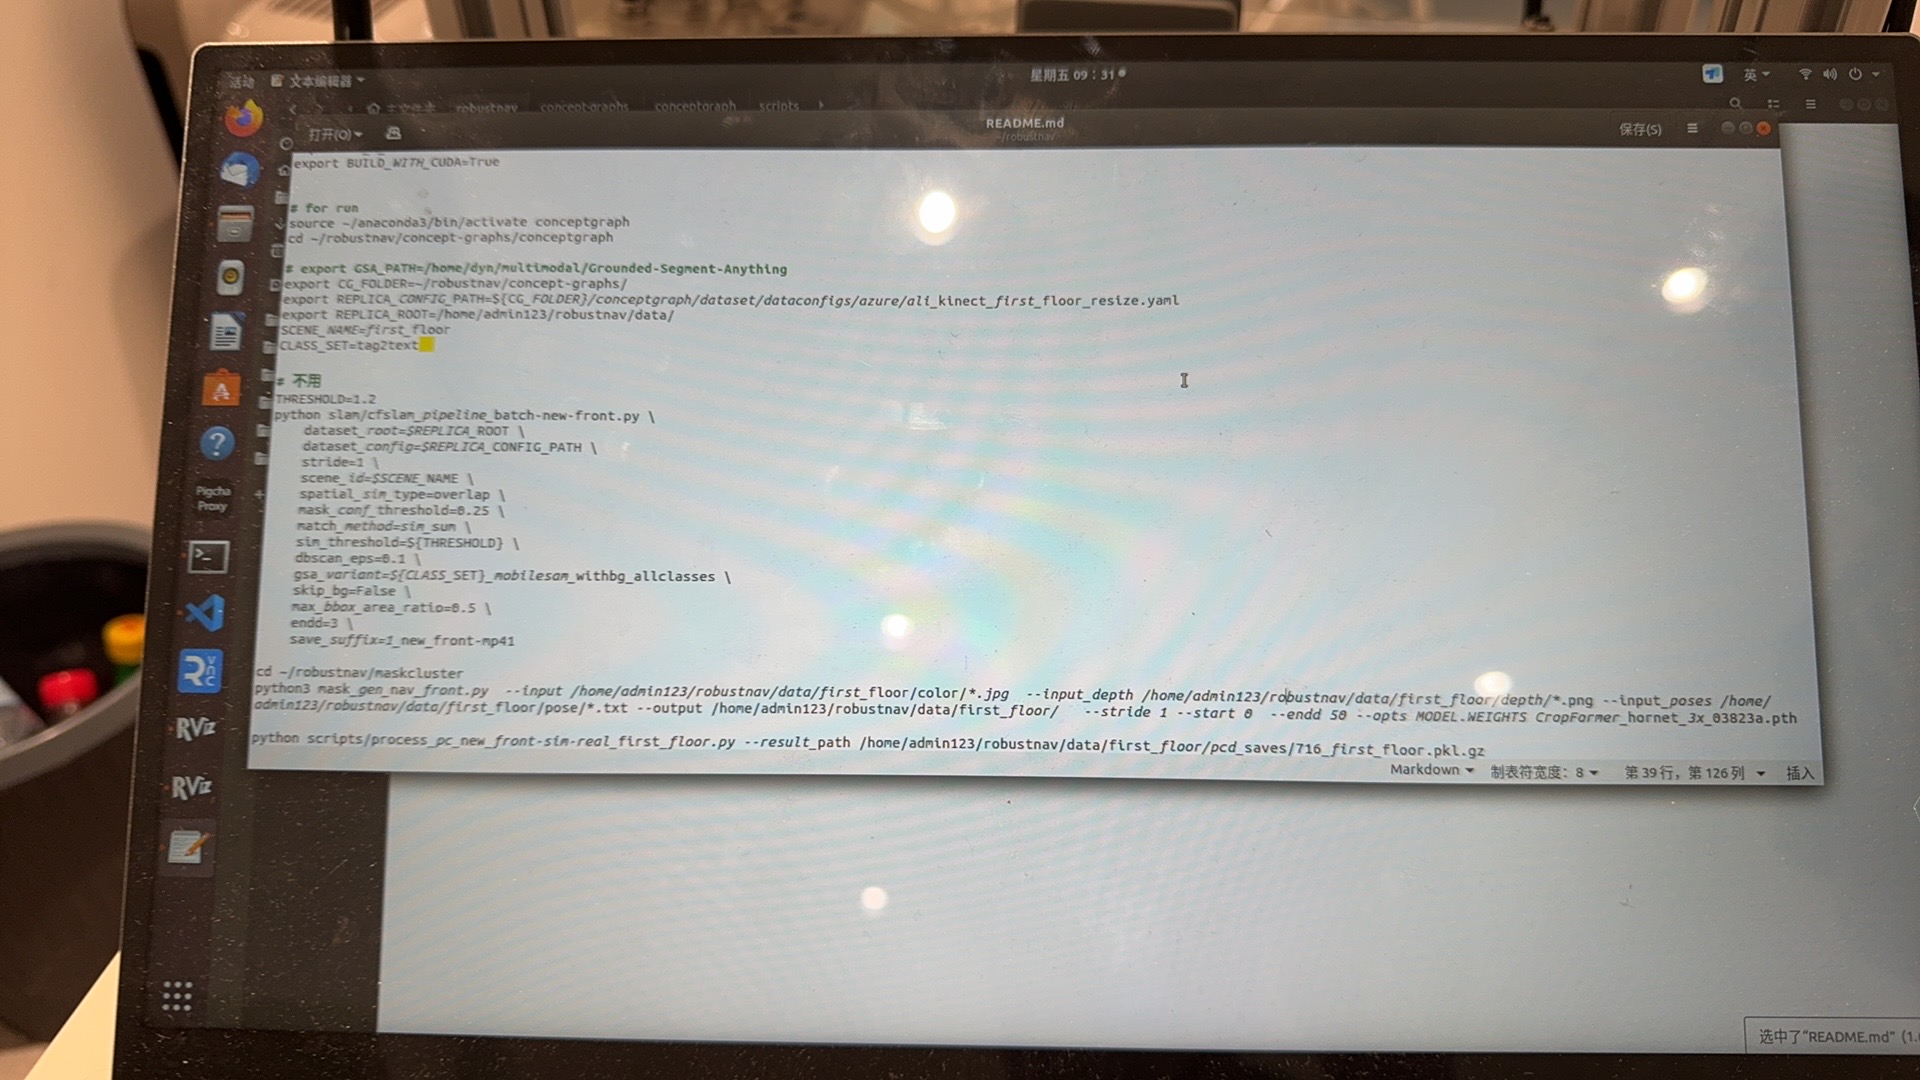 活动 文本编辑器 星期五 09：31 英
主文件夹 robustnav concept-graphs conceptgraph scripts
打开(O) README.md 保存(S)
~/robustnav
export BUILD_WITH_CUDA=True
# for run
source ~/anaconda3/bin/activate conceptgraph
cd ~/robustnav/concept-graphs/conceptgraph
# export GSA_PATH=/home/dyn/multimodal/Grounded-Segment-Anything
export CG_FOLDER=~/robustnav/concept-graphs/
export REPLICA_CONFIG_PATH=${CG_FOLDER}/conceptgraph/dataset/dataconfigs/azure/ali_kinect_first_floor_resize.yaml
export REPLICA_ROOT=/home/admin123/robustnav/data/
SCENE_NAME=first_floor
CLASS_SET=tag2text
# 不用
THRESHOLD=1.2
python slam/cfslam_pipeline_batch-new-front.py \
dataset_root=$REPLICA_ROOT \
dataset_config=$REPLICA_CONFIG_PATH \
stride=1 \
scene_id=$SCENE_NAME \
spatial_sim_type=overlap \
mask_conf_threshold=0.25 \
match_method=sim_sum \
sim_threshold=${THRESHOLD} \
dbscan_eps=0.1 \
gsa_variant=${CLASS_SET}_mobilesam_withbg_allclasses \
skip_bg=False \
max_bbox_area_ratio=0.5 \
endd=3 \
save_suffix=1_new_front-mp41
cd ~/robustnav/maskcluster
python3 mask_gen_nav_front.py --input /home/admin123/robustnav/data/first_floor/color/*.jpg --input_depth /home/admin123/robustnav/data/first_floor/depth/*.png --input_poses /home/
admin123/robustnav/data/first_floor/pose/*.txt --output /home/admin123/robustnav/data/first_floor/ --stride 1 --start 0 --endd 50 --opts MODEL.WEIGHTS CropFormer_hornet_3x_03823a.pth
python scripts/process_pc_new_front-sim-real_first_floor.py --result_path /home/admin123/robustnav/data/first_floor/pcd_saves/716_first_floor.pkl.gz
Markdown 制表符宽度：8 第 39 行，第 126 列 插入
Pigcha
Proxy
RViz
RViz
选中了"README.md" (1.